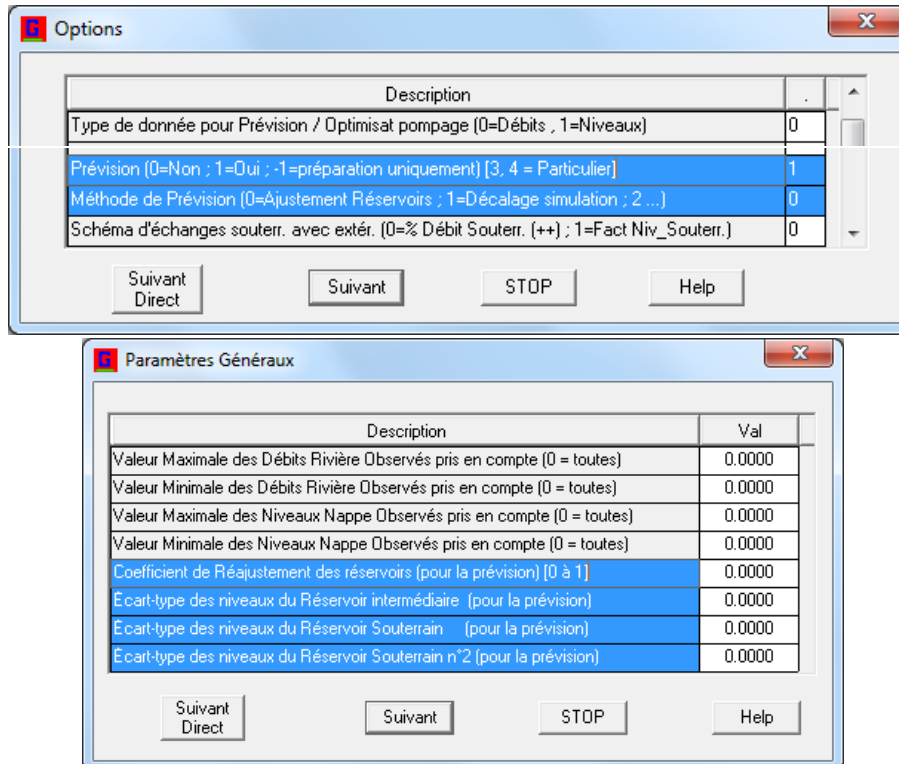 G Options
x
Description .
Type de donnée pour Prévision / Optimisat pompage (0=Débits , 1=Niveaux) 0
Prévision (0=Non ; 1=Oui ; -1=préparation uniquement) [3, 4 = Particulier] 1
Méthode de Prévision (0=Ajustement Réservoirs ; 1=Décalage simulation ; 2 ...) 0
Schéma d'échanges souterr. avec extér. (0=% Débit Souterr. (++) ; 1=Fact Niv_Souterr.) 0
Suivant Direct
Suivant
STOP
Help
G Paramètres Généraux
x
Description Val
Valeur Maximale des Débits Rivière Observés pris en compte (0 = toutes) 0.0000
Valeur Minimale des Débits Rivière Observés pris en compte (0 = toutes) 0.0000
Valeur Maximale des Niveaux Nappe Observés pris en compte (0 = toutes) 0.0000
Valeur Minimale des Niveaux Nappe Observés pris en compte (0 = toutes) 0.0000
Coefficient de Réajustement des réservoirs (pour la prévision) [0 à 1] 0.0000
Écart-type des niveaux du Réservoir intermédiaire (pour la prévision) 0.0000
Écart-type des niveaux du Réservoir Souterrain (pour la prévision) 0.0000
Écart-type des niveaux du Réservoir Souterrain n°2 (pour la prévision) 0.0000
Suivant Direct
Suivant
STOP
Help